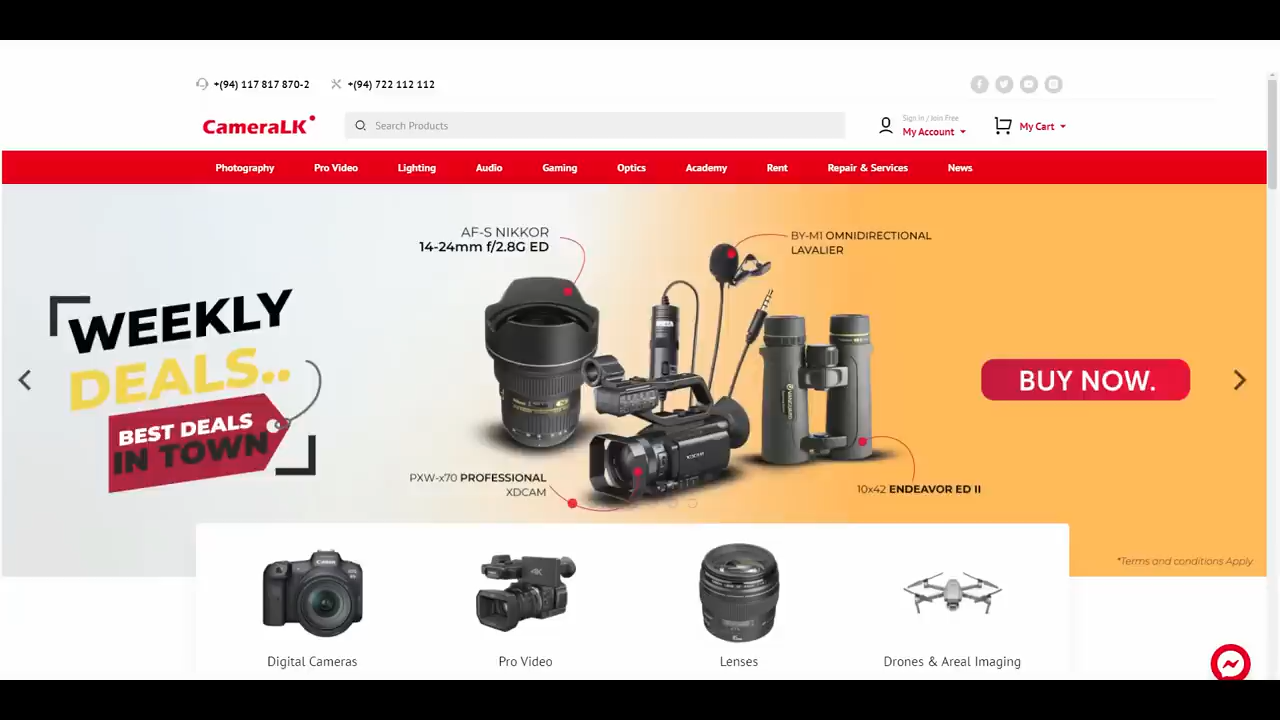 +(94) 117 817 870-2
+(94) 722 112 112
CameraLK
Search Products
Sign in / Join Free
My Account
My Cart
Photography
Pro Video
Lighting
Audio
Gaming
Optics
Academy
Rent
Repair & Services
News
AF-S NIKKOR
14-24mm f/2.8G ED
BY-M1 OMNIDIRECTIONAL
LAVALIER
WEEKLY
DEALS..
BEST DEALS
IN TOWN
BUY NOW.
PXW-x70 PROFESSIONAL
XDCAM
10x42 ENDEAVOR ED II
*Terms and conditions Apply.
Digital Cameras
Pro Video
Lenses
Drones & Areal Imaging